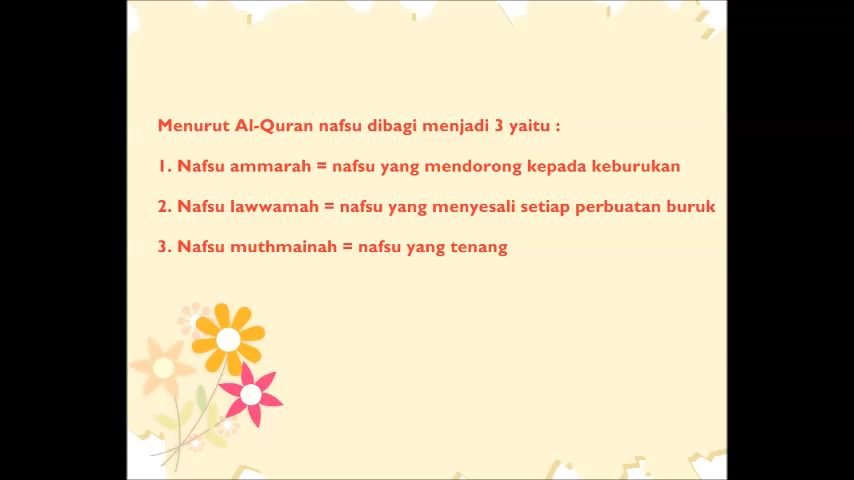 Menurut Al-Quran nafsu dibagi menjadi 3 yaitu :
1. Nafsu ammarah = nafsu yang mendorong kepada keburukan
2. Nafsu lawwamah = nafsu yang menyesali setiap perbuatan buruk
3. Nafsu muthmainah = nafsu yang tenang